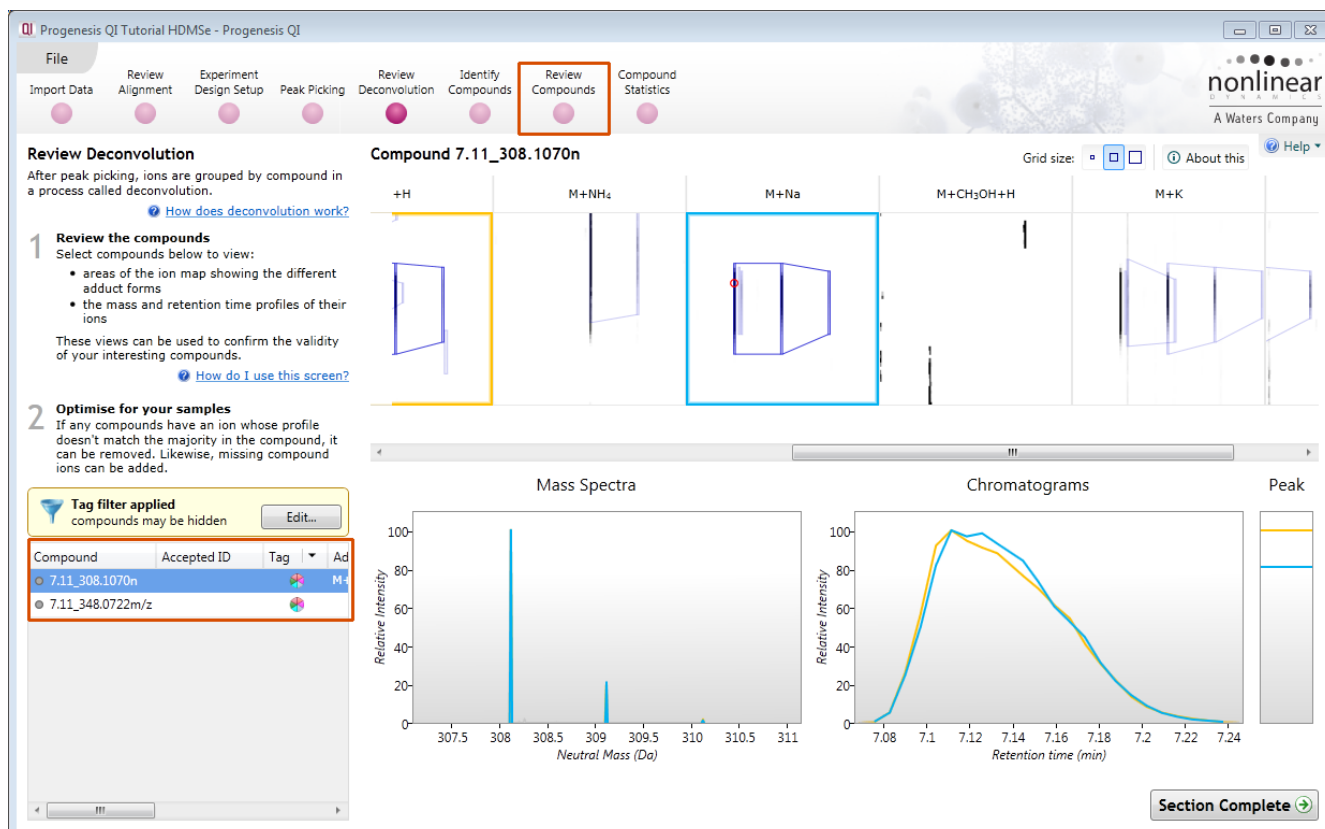 Progenesis QI Tutorial HDMSe - Progenesis QI
File
Import Data
Review Alignment
Experiment Design Setup
Peak Picking
Review Deconvolution
Identify Compounds
Review Compounds
Compound Statistics
nonlinear
DYNAMICS
A Waters Company
Review Deconvolution
After peak picking, ions are grouped by compound in
a process called deconvolution.
How does deconvolution work?
1 Review the compounds
Select compounds below to view:
• areas of the ion map showing the different
adduct forms
• the mass and retention time profiles of their
ions
These views can be used to confirm the validity
of your interesting compounds.
How do I use this screen?
2 Optimise for your samples
If any compounds have an ion whose profile
doesn't match the majority in the compound, it
can be removed. Likewise, missing compound
ions can be added.
Tag filter applied
compounds may be hidden
Edit...
Compound Accepted ID Tag Ad
7.11_308.1070n M+
7.11_348.0722m/z
Compound 7.11_308.1070n
Grid size:
About this
Help
+H M+NH₄ M+Na M+CH₃OH+H M+K
Mass Spectra
100
80
60
40
20
0
Relative Intensity
307.5 308 308.5 309 309.5 310 310.5 311
Neutral Mass (Da)
Chromatograms
100
80
60
40
20
0
Relative Intensity
7.08 7.1 7.12 7.14 7.16 7.18 7.2 7.22 7.24
Retention time (min)
Peak
Section Complete